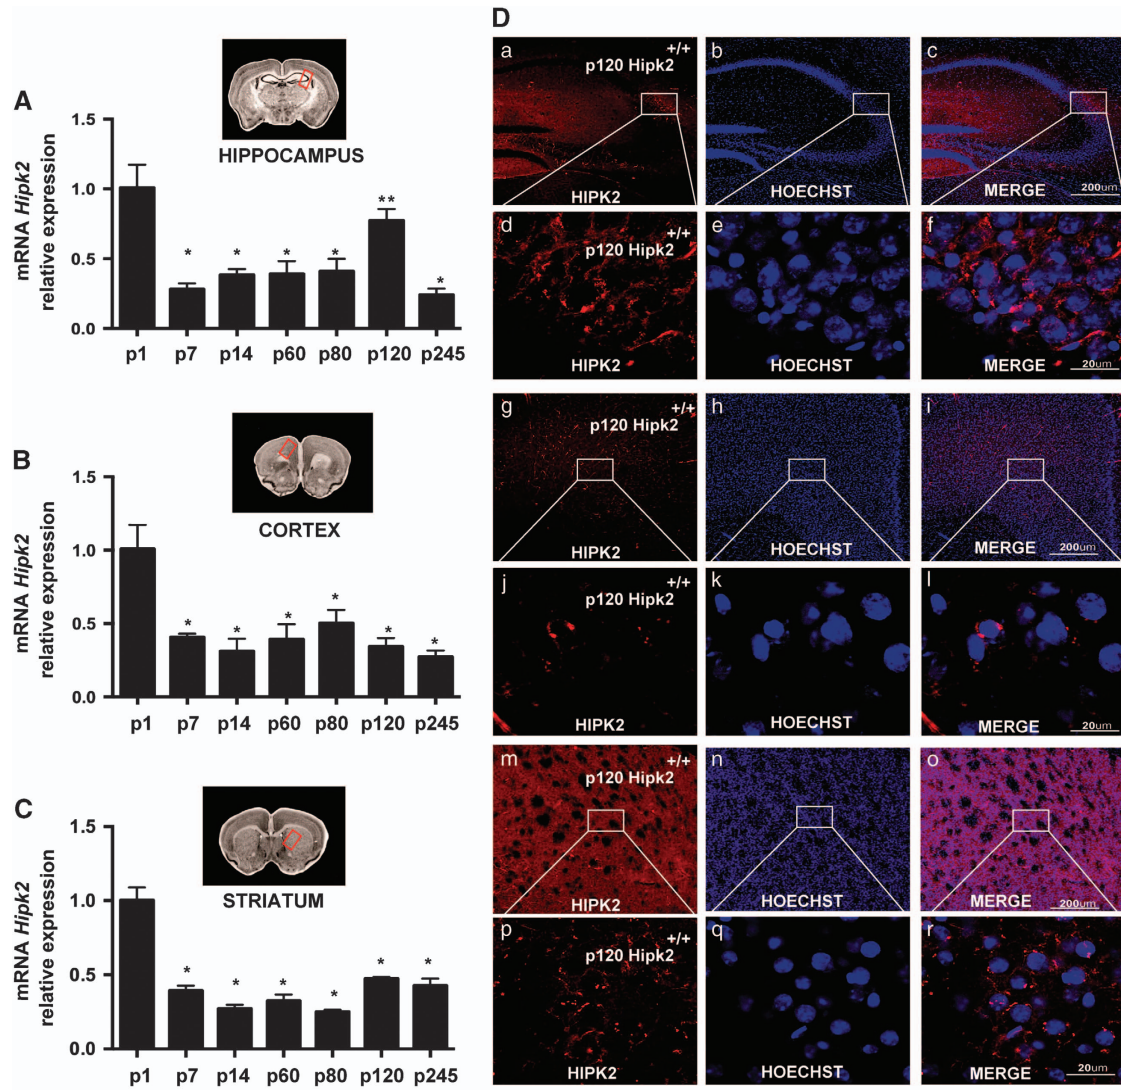 A
mRNA Hipk2
relative expression
1.5
1.0
0.5
0.0
HIPPOCAMPUS
*
*
*
*
**
*
p1 p7 p14 p60 p80 p120 p245
B
mRNA Hipk2
relative expression
1.5
1.0
0.5
0.0
CORTEX
*
*
*
*
*
*
p1 p7 p14 p60 p80 p120 p245
C
mRNA Hipk2
relative expression
1.5
1.0
0.5
0.0
STRIATUM
*
*
*
*
*
*
p1 p7 p14 p60 p80 p120 p245
D
a
p120 Hipk2 +/+
HIPK2
b
HOECHST
c
MERGE
200um
d
p120 Hipk2 +/+
HIPK2
e
HOECHST
f
MERGE
20um
g
p120 Hipk2 +/+
HIPK2
h
HOECHST
i
MERGE
200um
j
p120 Hipk2 +/+
HIPK2
k
HOECHST
l
MERGE
20um
m
p120 Hipk2 +/+
HIPK2
n
HOECHST
o
MERGE
200um
p
p120 Hipk2 +/+
HIPK2
q
HOECHST
r
MERGE
20um